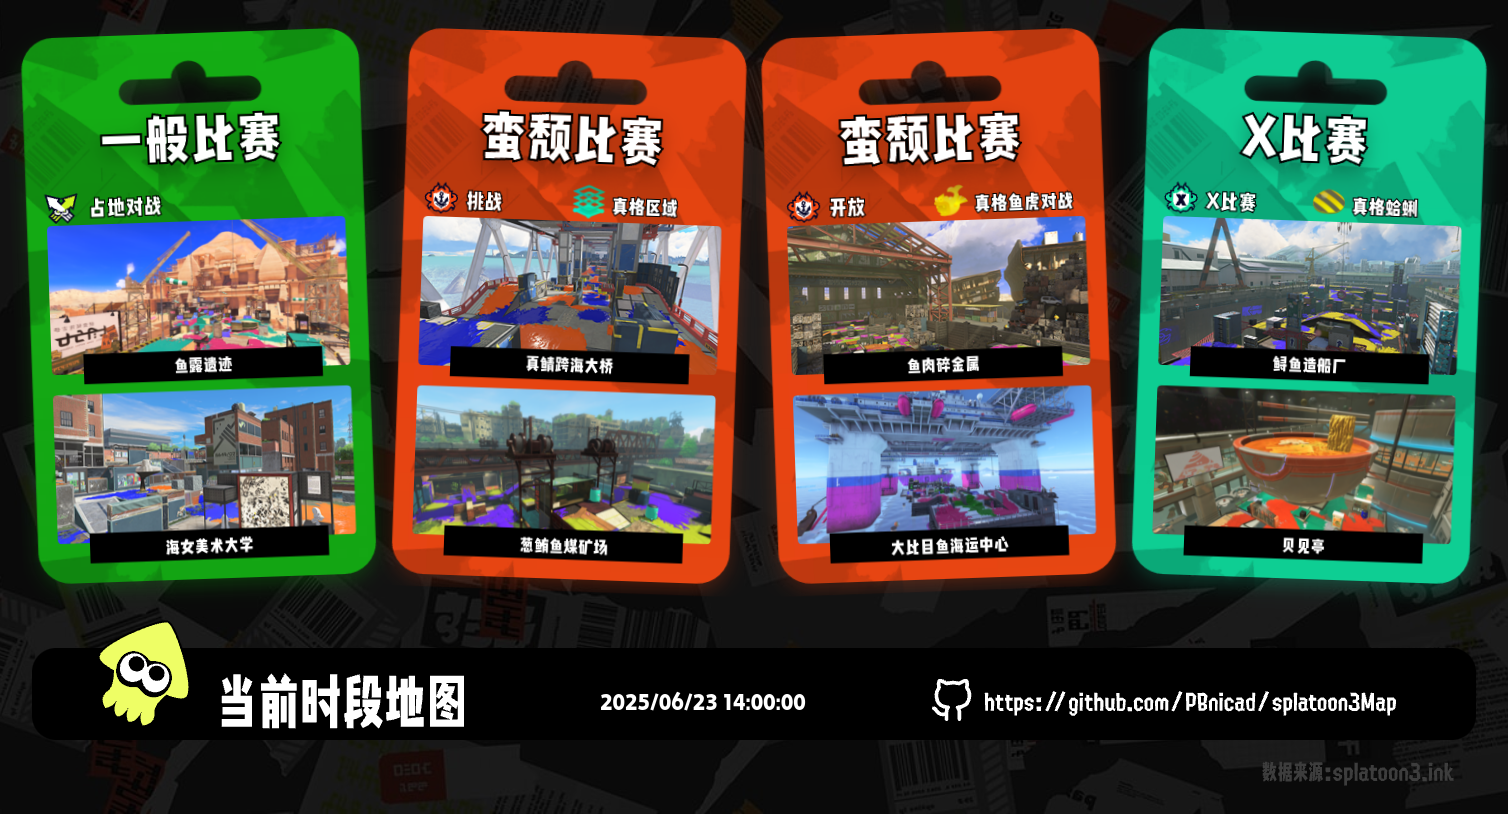 一般比赛
占地对战
鱼露遗迹
海女美术大学
蛮颓比赛
挑战
真格区域
真鲭跨海大桥
葱鲔鱼煤矿场
蛮颓比赛
开放
真格鱼虎对战
鱼肉碎金属
大比目鱼海运中心
X比赛
X比赛
真格蛤蜊
鲟鱼造船厂
贝见亭
当前时段地图
2025/06/23 14:00:00
https://github.com/PBnicad/splatoon3Map
数据来源:splatoon3.ink